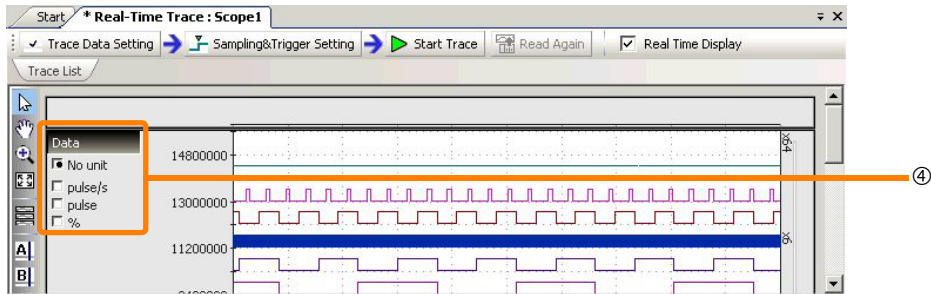 Start * Real-Time Trace : Scope1
Trace Data Setting Sampling&Trigger Setting Start Trace Read Again Real Time Display
Trace List
Data
No unit
pulse/s
pulse
%
14800000
13000000
11200000
x64
x6
A
B
④